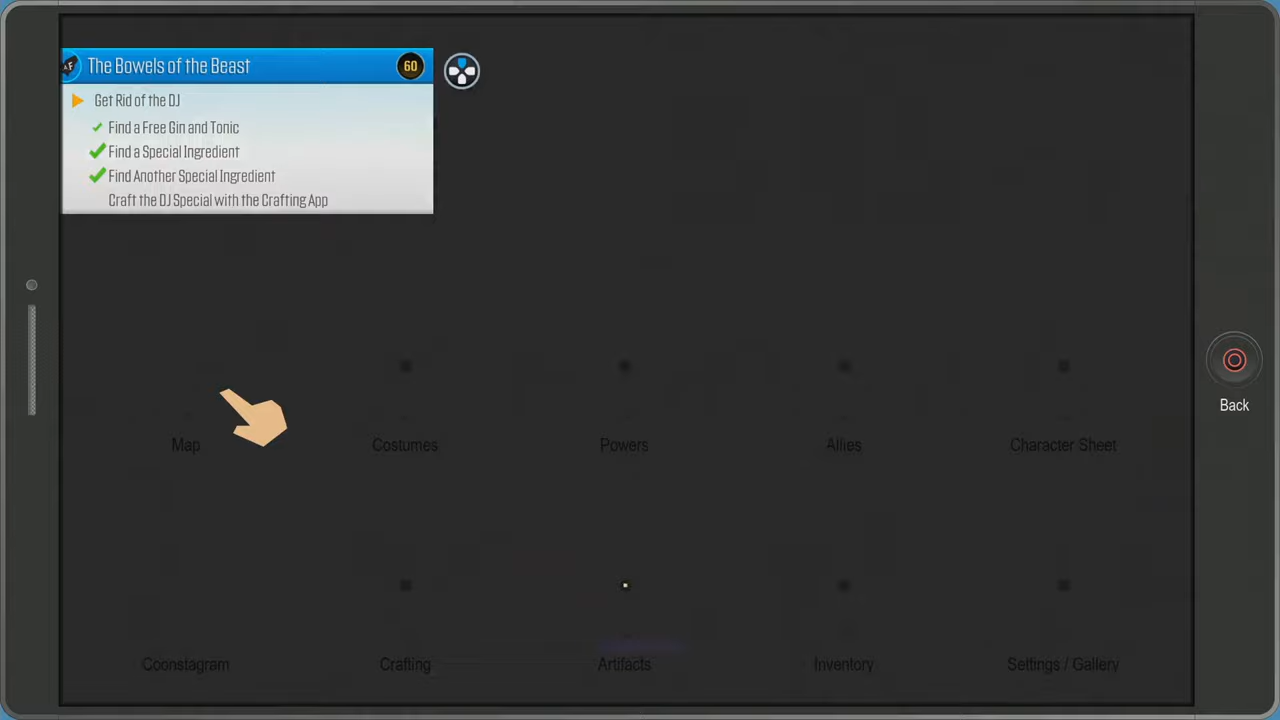 The Bowels of the Beast 60
Get Rid of the DJ
Find a Free Gin and Tonic
Find a Special Ingredient
Find Another Special Ingredient
Craft the DJ Special with the Crafting App
Back
Map Costumes Powers Allies Character Sheet
Coonstagram Crafting Artifacts Inventory Settings / Gallery